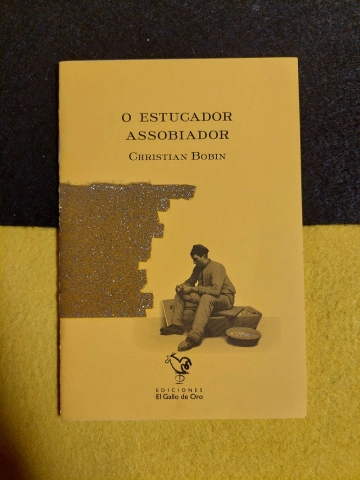 O ESTUCADOR
ASSOBIADOR
CHRISTIAN BOBIN
EDICIONES
El Gallo de Oro